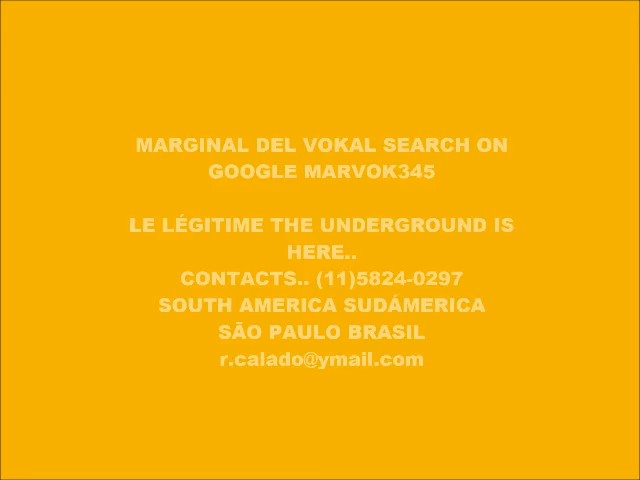 MARGINAL DEL VOKAL SEARCH ON
GOOGLE MARVOK345
LE LÉGITIME THE UNDERGROUND IS
HERE..
CONTACTS.. (11)5824-0297
SOUTH AMERICA SUDÁMERICA
SÃO PAULO BRASIL
r.calado@ymail.com